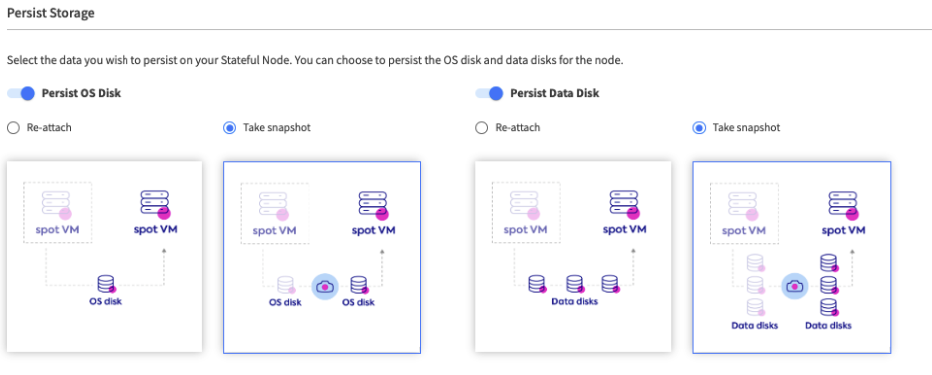 Persist Storage
Select the data you wish to persist on your Stateful Node. You can choose to persist the OS disk and data disks for the node.
Persist OS Disk
Persist Data Disk
Re-attach
Take snapshot
Re-attach
Take snapshot
spot VM
spot VM
OS disk
spot VM
spot VM
OS disk
OS disk
spot VM
spot VM
Data disks
spot VM
spot VM
Data disks
Data disks